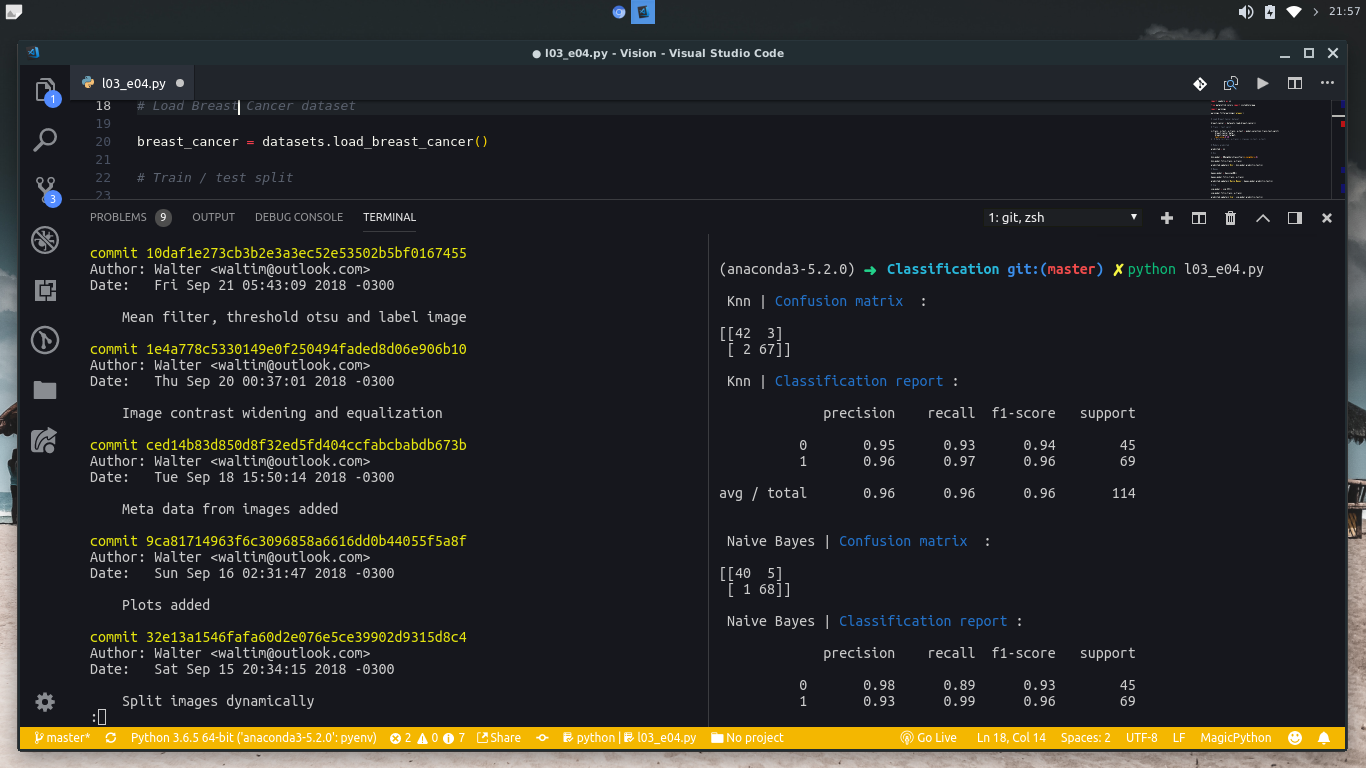 21:57
● l03_e04.py - Vision - Visual Studio Code
l03_e04.py
18 # Load Breast Cancer dataset
19
20 breast_cancer = datasets.load_breast_cancer()
21
22 # Train / test split
23
1
3
PROBLEMS 9 OUTPUT DEBUG CONSOLE TERMINAL 1: git, zsh
commit 10daf1e273cb3b2e3a3ec52e53502b5bf0167455
Author: Walter <waltim@outlook.com>
Date: Fri Sep 21 05:43:09 2018 -0300
Mean filter, threshold otsu and label image
commit 1e4a778c5330149e0f250494faded8d06e906b10
Author: Walter <waltim@outlook.com>
Date: Thu Sep 20 00:37:01 2018 -0300
Image contrast widening and equalization
commit ced14b83d850d8f32ed5fd404ccfabcbabdb673b
Author: Walter <waltim@outlook.com>
Date: Tue Sep 18 15:50:14 2018 -0300
Meta data from images added
commit 9ca81714963f6c3096858a6616dd0b44055f5a8f
Author: Walter <waltim@outlook.com>
Date: Sun Sep 16 02:31:47 2018 -0300
Plots added
commit 32e13a1546fafa60d2e076e5ce39902d9315d8c4
Author: Walter <waltim@outlook.com>
Date: Sat Sep 15 20:34:15 2018 -0300
Split images dynamically
:
(anaconda3-5.2.0) ➜ Classification git:(master) ✗ python l03_e04.py
Knn | Confusion matrix :
[[42 3]
[ 2 67]]
Knn | Classification report :
precision recall f1-score support
0 0.95 0.93 0.94 45
1 0.96 0.97 0.96 69
avg / total 0.96 0.96 0.96 114
Naive Bayes | Confusion matrix :
[[40 5]
[ 1 68]]
Naive Bayes | Classification report :
precision recall f1-score support
0 0.98 0.89 0.93 45
1 0.93 0.99 0.96 69
master* Python 3.6.5 64-bit ('anaconda3-5.2.0': pyenv) 2 0 7 Share python | l03_e04.py No project Go Live Ln 18, Col 14 Spaces: 2 UTF-8 LF MagicPython